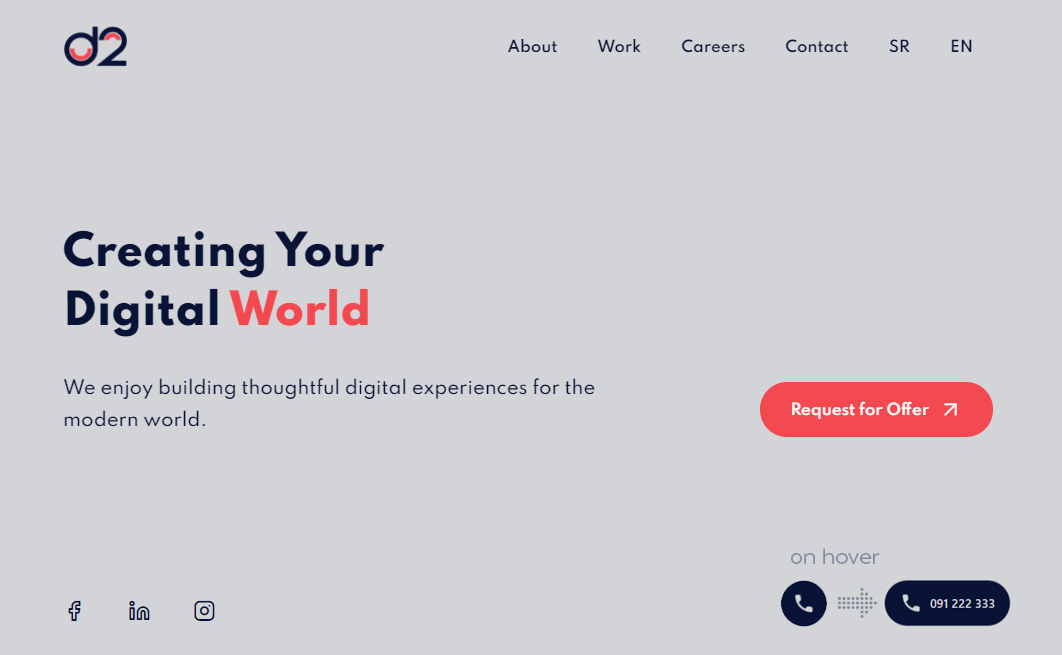 d2
About Work Careers Contact SR EN
Creating Your
Digital World
We enjoy building thoughtful digital experiences for the
modern world.
Request for Offer
on hover
091 222 333